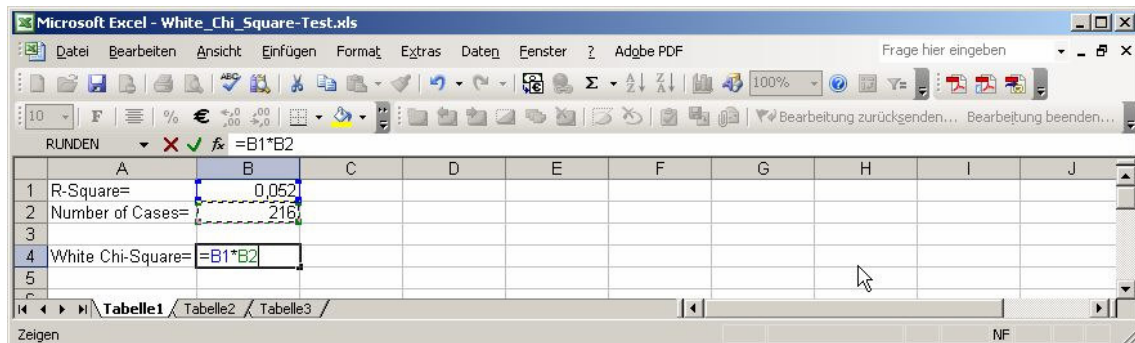 Microsoft Excel - White_Chi_Square-Test.xls
Datei Bearbeiten Ansicht Einfügen Format Extras Daten Fenster ? Adobe PDF Frage hier eingeben
ABC Σ A Z Z A 100% ?
10 F % € Bearbeitung zurücksenden... Bearbeitung beenden...
RUNDEN fx =B1*B2
A B C D E F G H I J
1 R-Square= 0,052
2 Number of Cases= 216
3
4 White Chi-Square= =B1*B2
5
Tabelle1 / Tabelle2 / Tabelle3 /
Zeigen NF